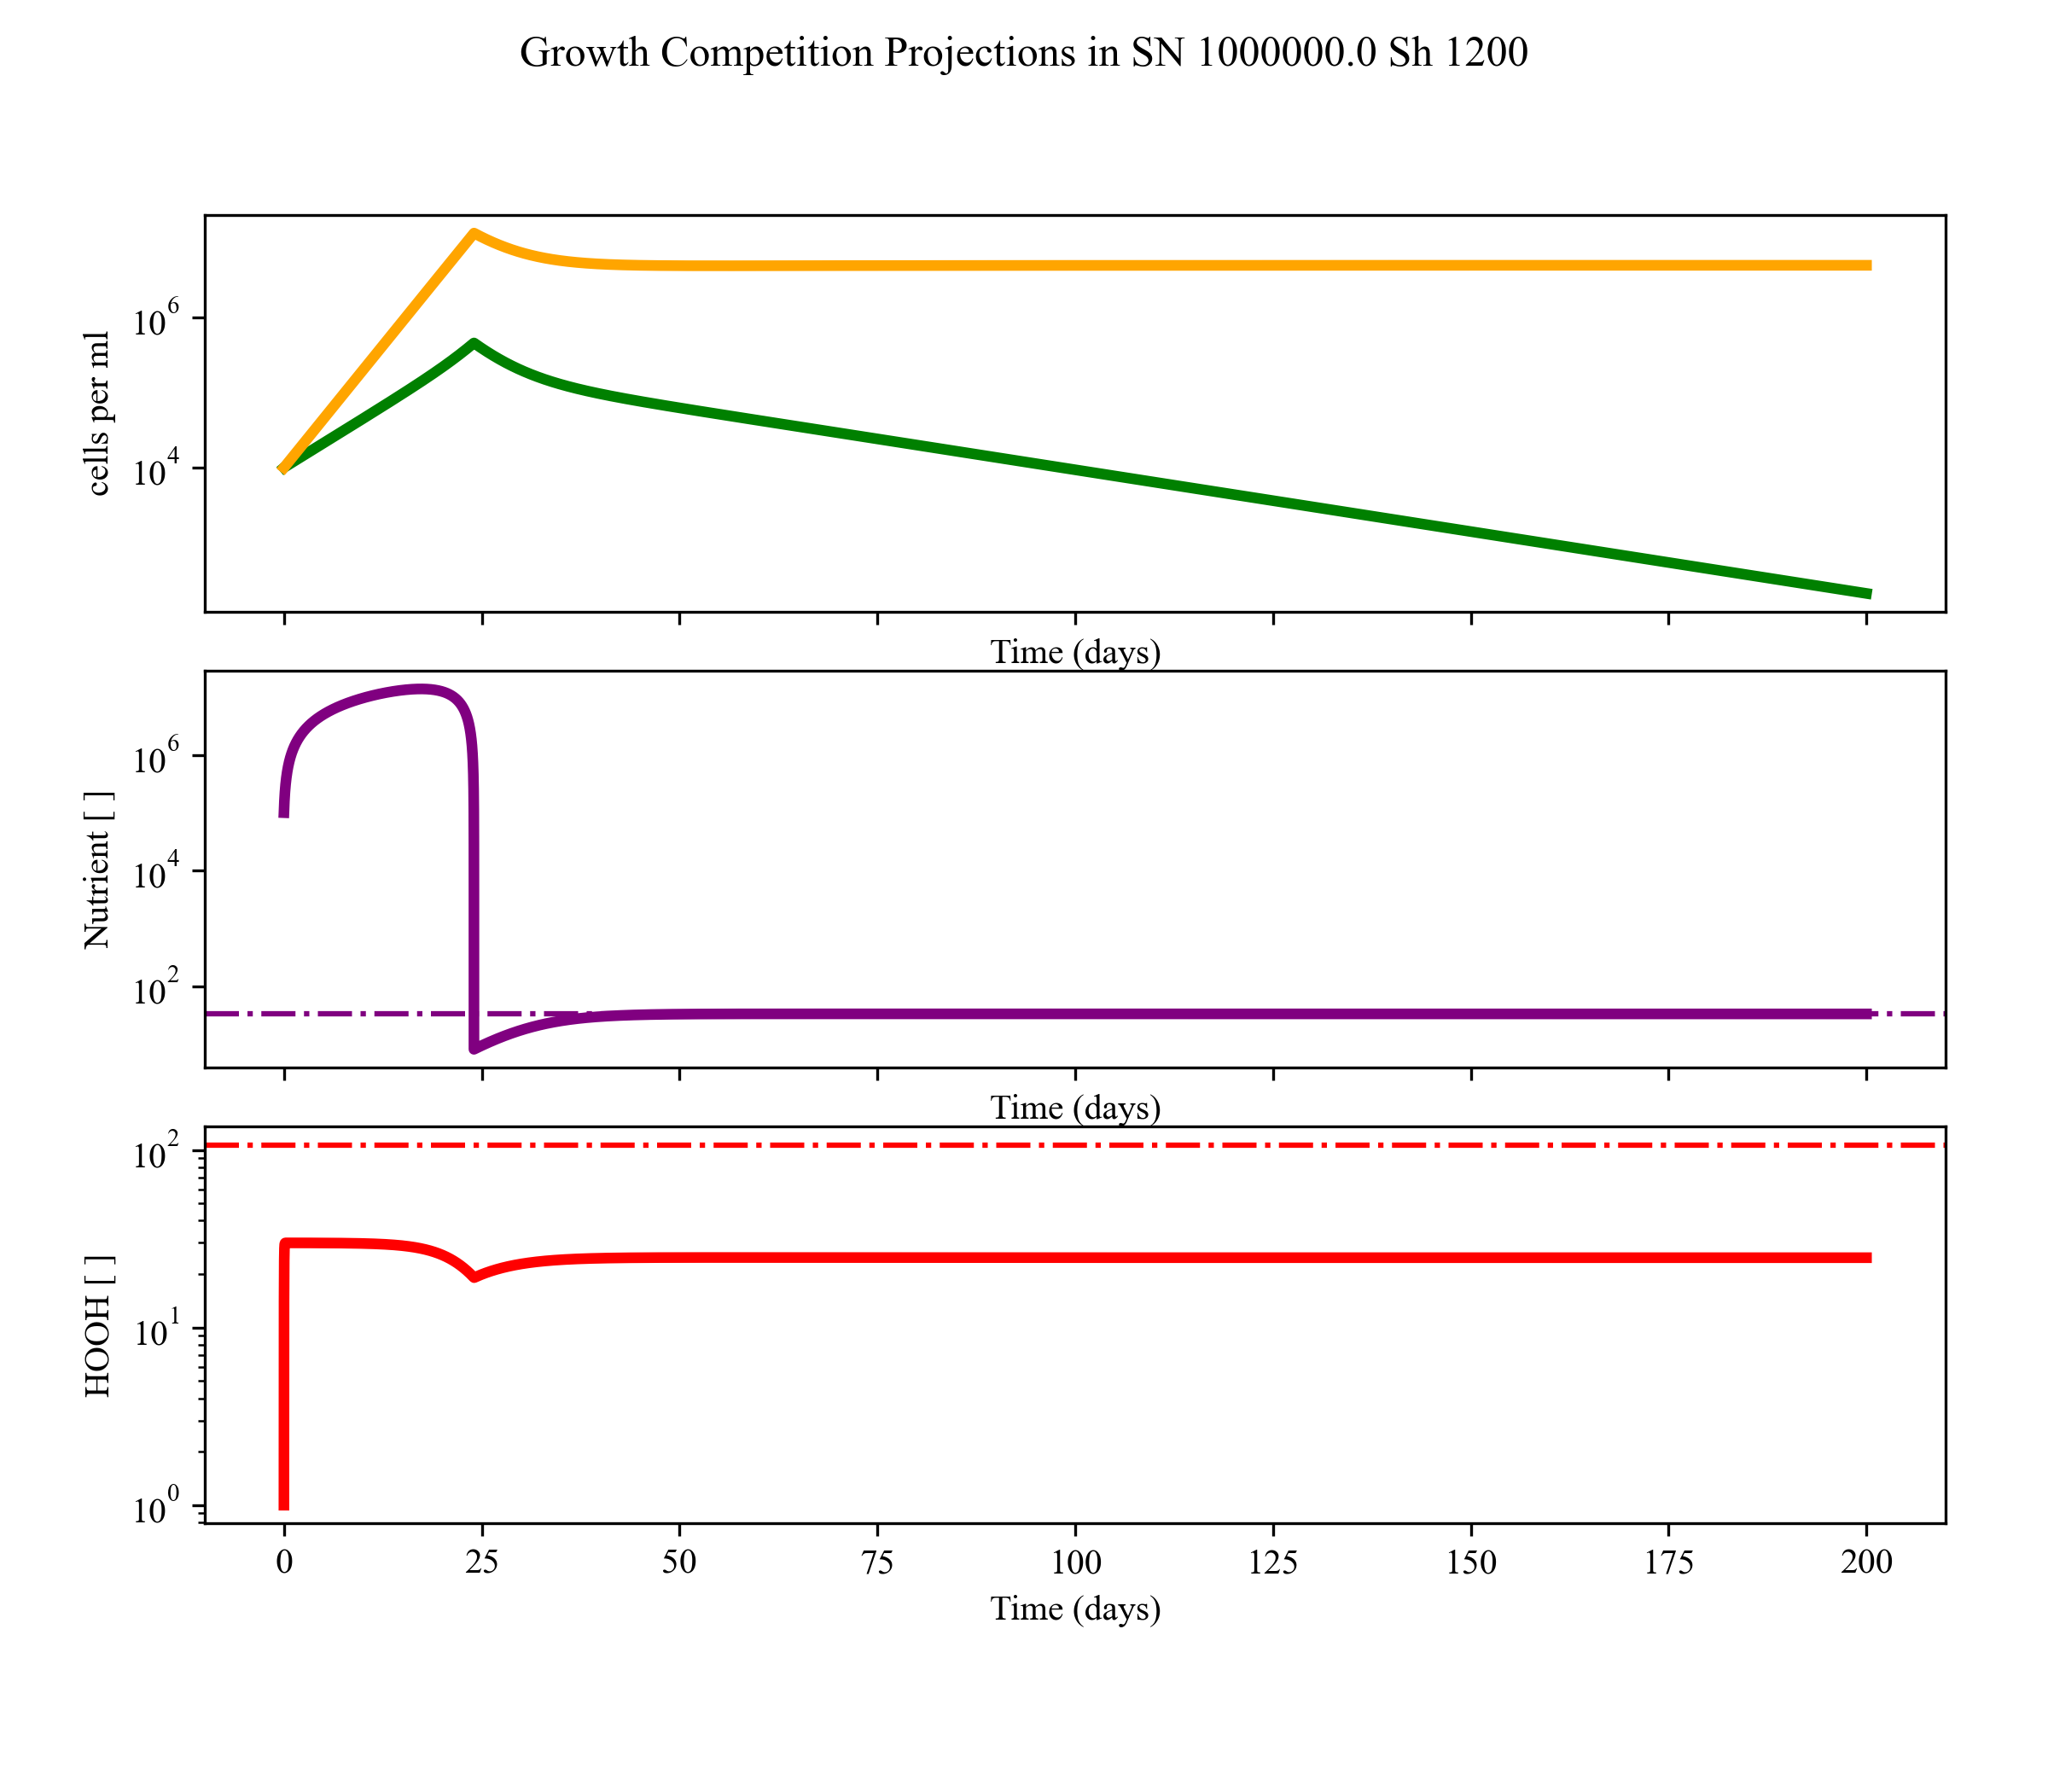 Growth Competition Projections in SN 1000000.0 Sh 1200
cells per ml
10^6
10^4
Time (days)
Nutrient [ ]
10^6
10^4
10^2
Time (days)
HOOH [ ]
10^2
10^1
10^0
0 25 50 75 100 125 150 175 200
Time (days)